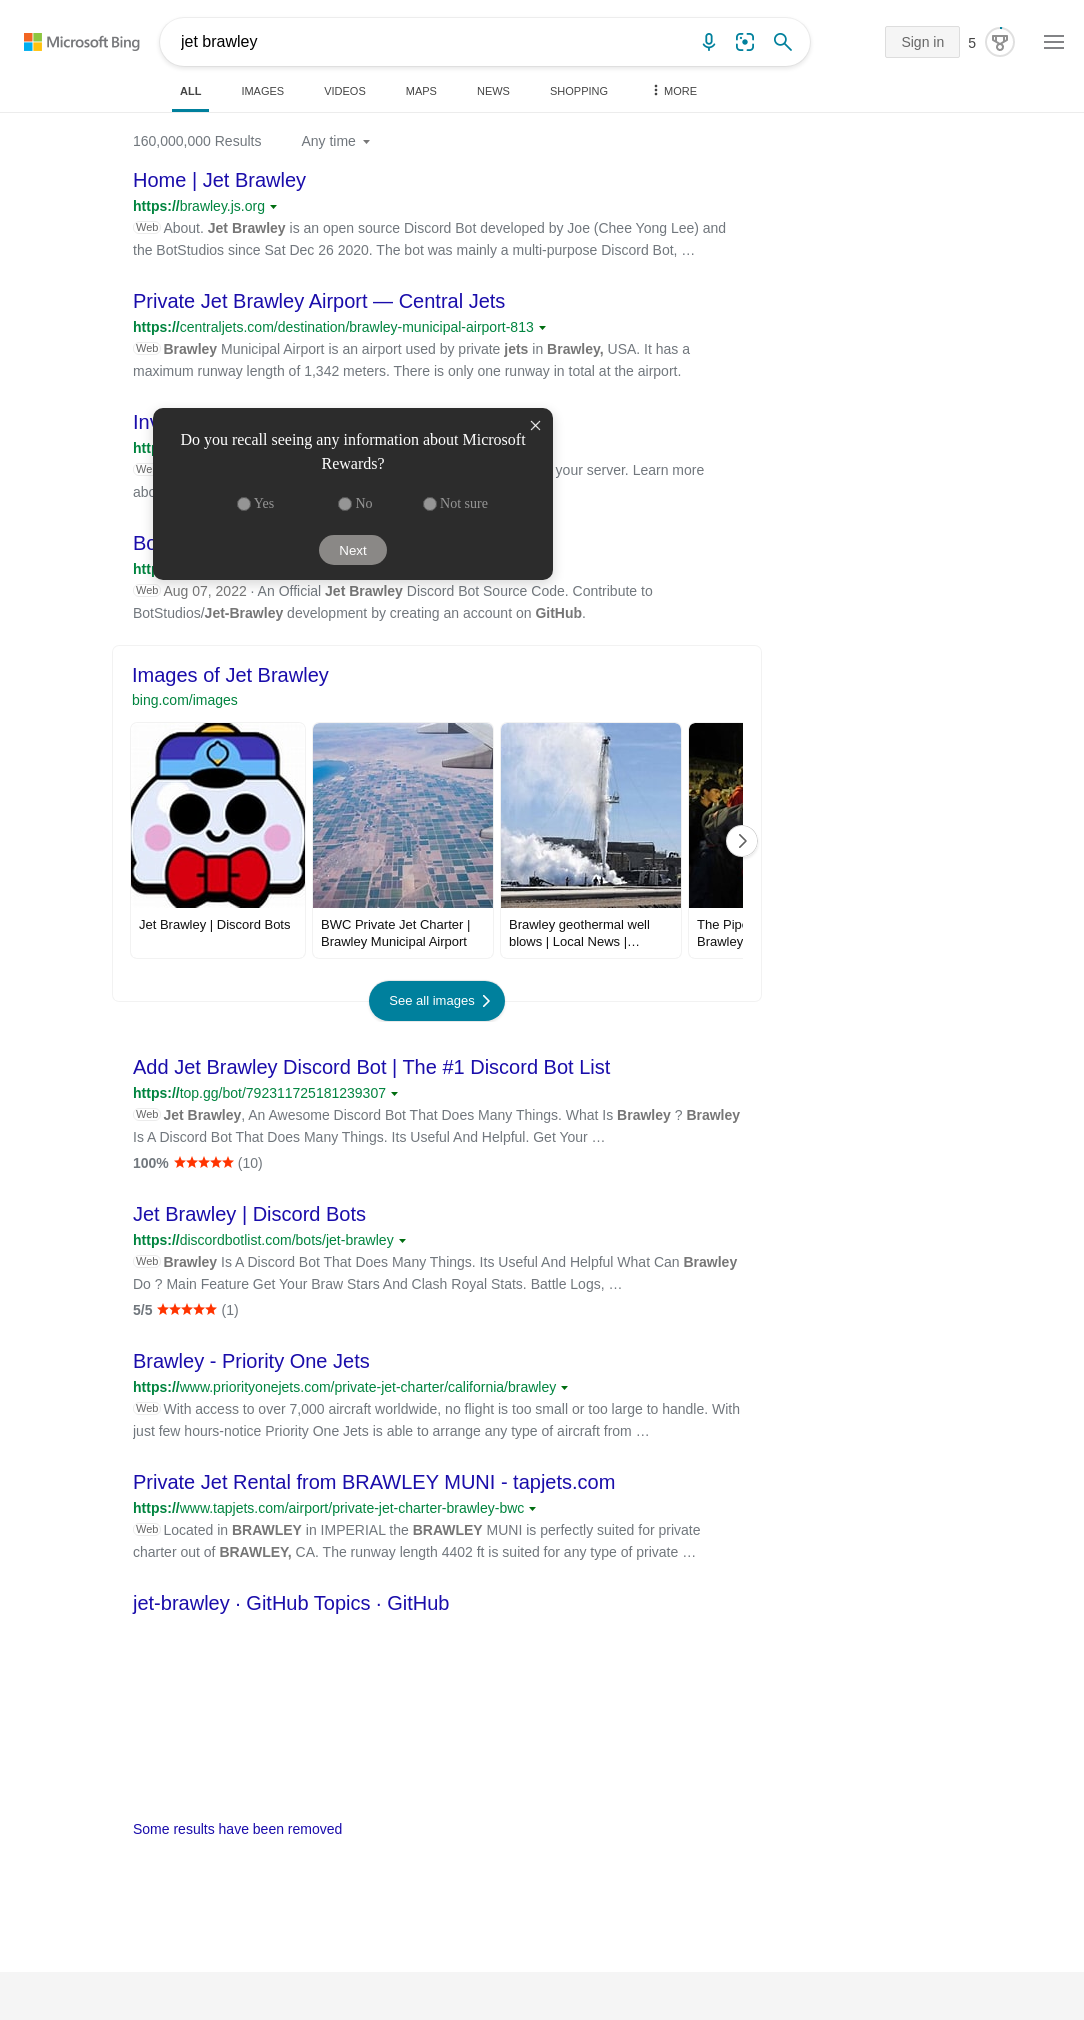 Microsoft Bing
jet brawley
Sign in
5
ALL
IMAGES
VIDEOS
MAPS
NEWS
SHOPPING
MORE
160,000,000 Results
Any time
Home | Jet Brawley
https://brawley.js.org
Web About. Jet Brawley is an open source Discord Bot developed by Joe (Chee Yong Lee) and
the BotStudios since Sat Dec 26 2020. The bot was mainly a multi-purpose Discord Bot, …
Private Jet Brawley Airport — Central Jets
https://centraljets.com/destination/brawley-municipal-airport-813
Web Brawley Municipal Airport is an airport used by private jets in Brawley, USA. It has a
maximum runway length of 1,342 meters. There is only one runway in total at the airport.
your server. Learn more
Do you recall seeing any information about Microsoft
Rewards?
Yes
No
Not sure
Next
Web Aug 07, 2022 · An Official Jet Brawley Discord Bot Source Code. Contribute to
BotStudios/Jet-Brawley development by creating an account on GitHub.
Images of Jet Brawley
bing.com/images
Jet Brawley | Discord Bots
BWC Private Jet Charter |
Brawley Municipal Airport
Brawley geothermal well
blows | Local News |…
The
Brawley
See all images
Add Jet Brawley Discord Bot | The #1 Discord Bot List
https://top.gg/bot/792311725181239307
Web Jet Brawley, An Awesome Discord Bot That Does Many Things. What Is Brawley ? Brawley
Is A Discord Bot That Does Many Things. Its Useful And Helpful. Get Your …
100% (10)
Jet Brawley | Discord Bots
https://discordbotlist.com/bots/jet-brawley
Web Brawley Is A Discord Bot That Does Many Things. Its Useful And Helpful What Can Brawley
Do ? Main Feature Get Your Braw Stars And Clash Royal Stats. Battle Logs, …
5/5 (1)
Brawley - Priority One Jets
https://www.priorityonejets.com/private-jet-charter/california/brawley
Web With access to over 7,000 aircraft worldwide, no flight is too small or too large to handle. With
just few hours-notice Priority One Jets is able to arrange any type of aircraft from …
Private Jet Rental from BRAWLEY MUNI - tapjets.com
https://www.tapjets.com/airport/private-jet-charter-brawley-bwc
Web Located in BRAWLEY in IMPERIAL the BRAWLEY MUNI is perfectly suited for private
charter out of BRAWLEY, CA. The runway length 4402 ft is suited for any type of private …
jet-brawley · GitHub Topics · GitHub
Some results have been removed